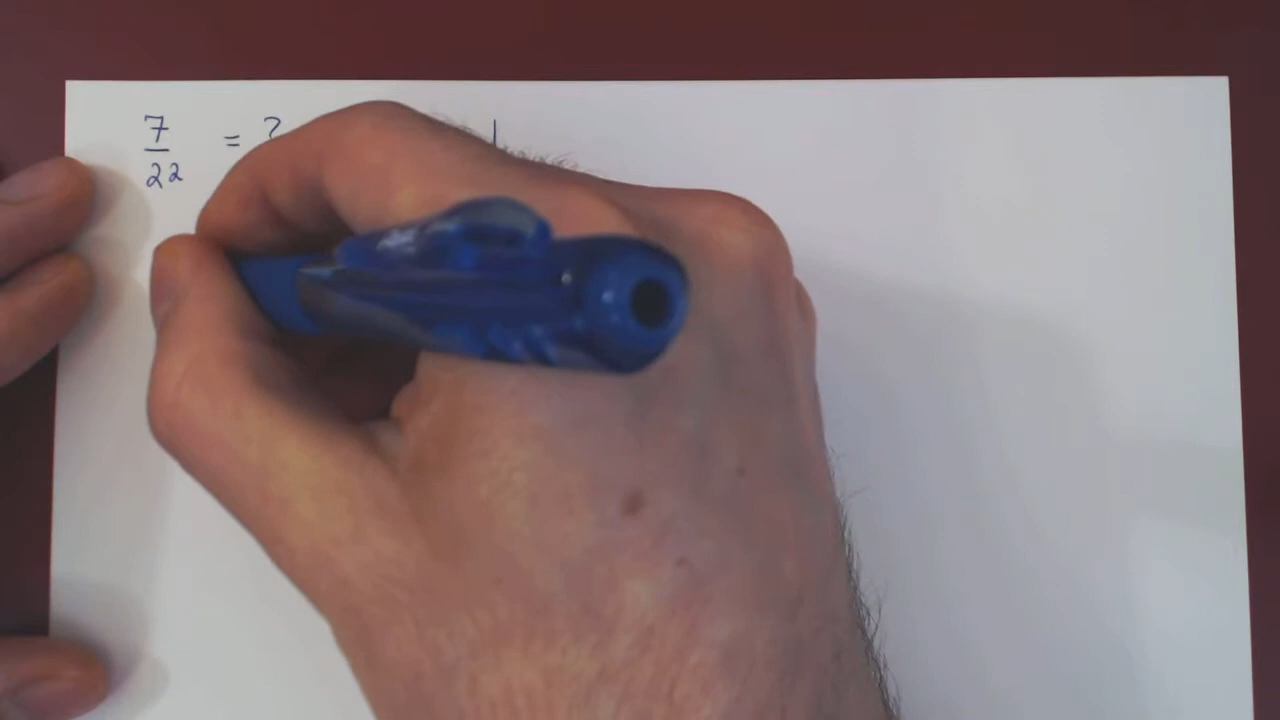 7/22 = ?